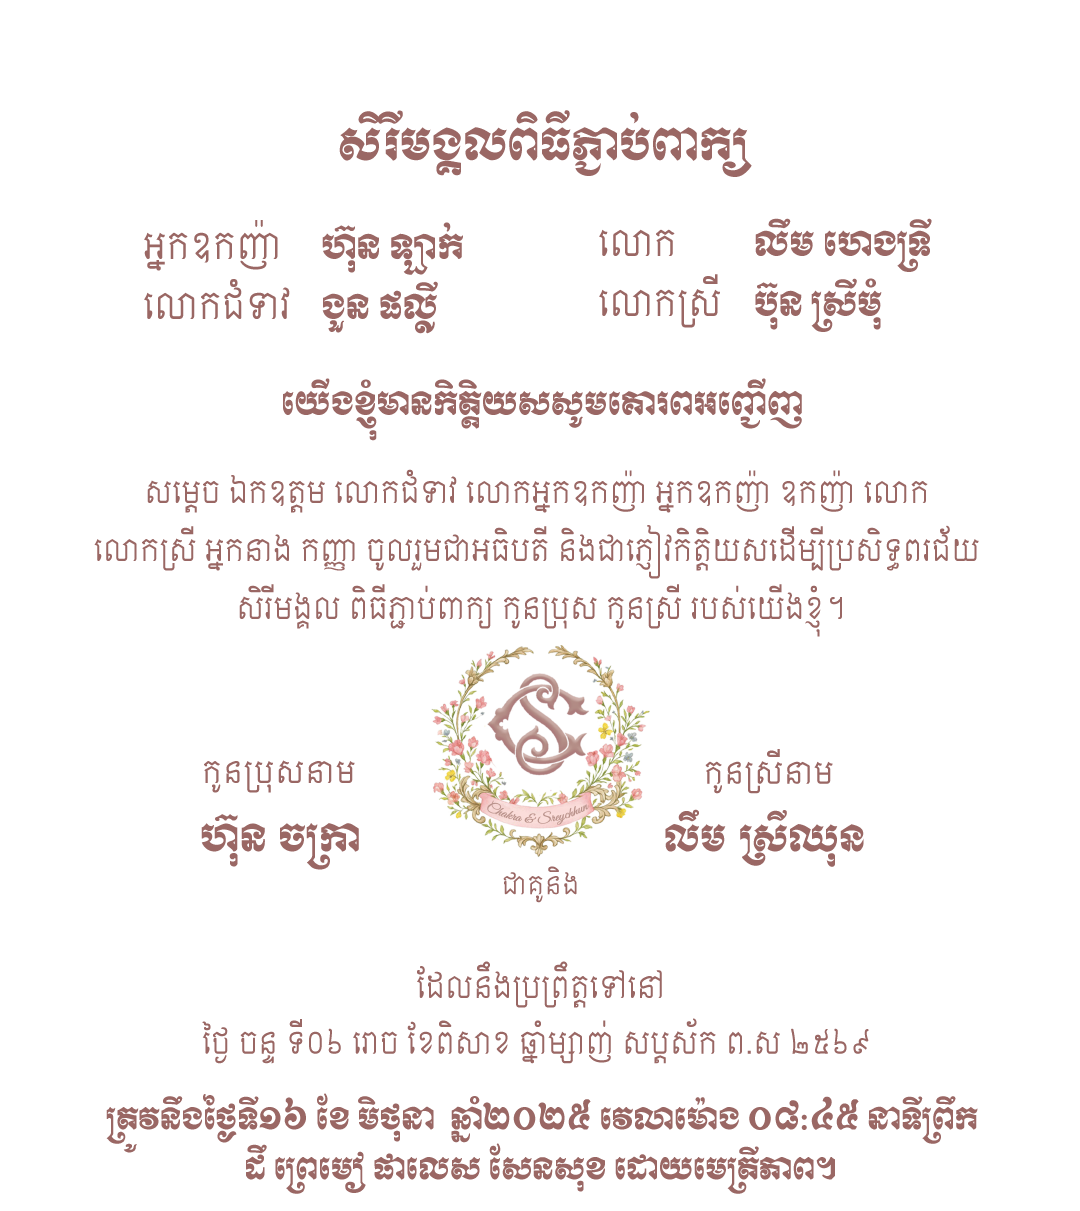 សិរីមង្គលពិធីភ្ជាប់ពាក្យ
អ្នកឧកញ៉ា ហ៊ុន ឡាក់
លោកជំទាវ ងួន ផល្លី
លោក លឹម ហេងទ្រី
លោកស្រី ប៊ុន ស្រីមុំ
យើងខ្ញុំមានកិត្តិយសសូមគោរពអញ្ជើញ
សម្តេច ឯកឧត្តម លោកជំទាវ លោកអ្នកឧកញ៉ា អ្នកឧកញ៉ា ឧកញ៉ា លោក
លោកស្រី អ្នកនាង កញ្ញា ចូលរួមជាអធិបតី និងជាភ្ញៀវកិត្តិយសដើម្បីប្រសិទ្ធពរជ័យ
សិរីមង្គល ពិធីភ្ជាប់ពាក្យ កូនប្រុស កូនស្រី របស់យើងខ្ញុំ។
CS
Chakra & Sreychhun
កូនប្រុសនាម
ហ៊ុន ចក្រា
កូនស្រីនាម
លឹម ស្រីឈុន
ជាគូនិង
ដែលនឹងប្រព្រឹត្តទៅនៅ
ថ្ងៃ ចន្ទ ទី០៦ រោច ខែពិសាខ ឆ្នាំម្សាញ់ សប្តស័ក ព.ស ២៥៦៩
ត្រូវនឹងថ្ងៃទី១៦ ខែ មិថុនា ឆ្នាំ២០២៥ វេលាម៉ោង ០៨:៤៥ នាទីព្រឹក
ដឹ ព្រេមៀ ផាលេស សែនសុខ ដោយមេត្រីភាព។